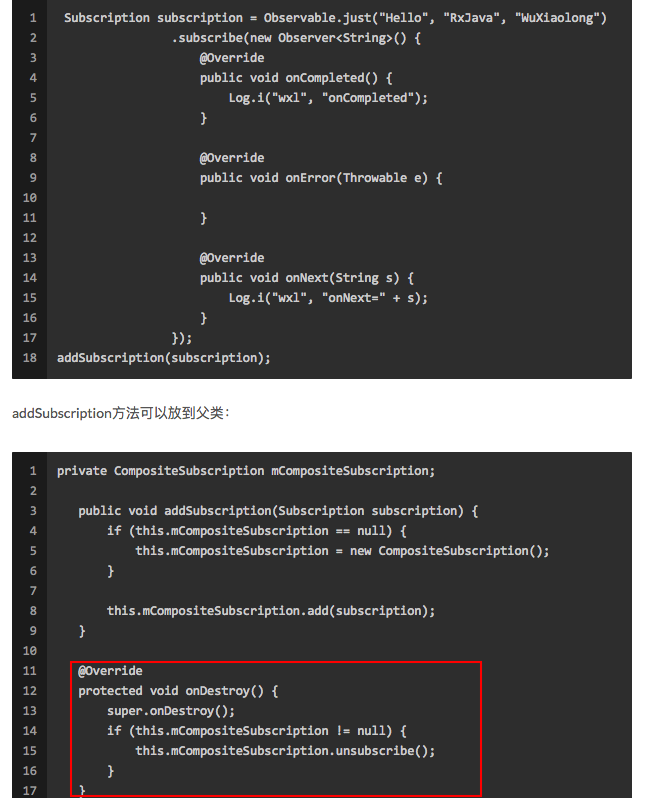 1 Subscription subscription = Observable.just("Hello", "RxJava", "WuXiaolong")
2 .subscribe(new Observer<String>() {
3 @Override
4 public void onCompleted() {
5 Log.i("wxl", "onCompleted");
6 }
7
8 @Override
9 public void onError(Throwable e) {
10
11 }
12
13 @Override
14 public void onNext(String s) {
15 Log.i("wxl", "onNext=" + s);
16 }
17 });
18 addSubscription(subscription);
addSubscription方法可以放到父类：
1 private CompositeSubscription mCompositeSubscription;
2
3 public void addSubscription(Subscription subscription) {
4 if (this.mCompositeSubscription == null) {
5 this.mCompositeSubscription = new CompositeSubscription();
6 }
7
8 this.mCompositeSubscription.add(subscription);
9 }
10
11 @Override
12 protected void onDestroy() {
13 super.onDestroy();
14 if (this.mCompositeSubscription != null) {
15 this.mCompositeSubscription.unsubscribe();
16 }
17 }